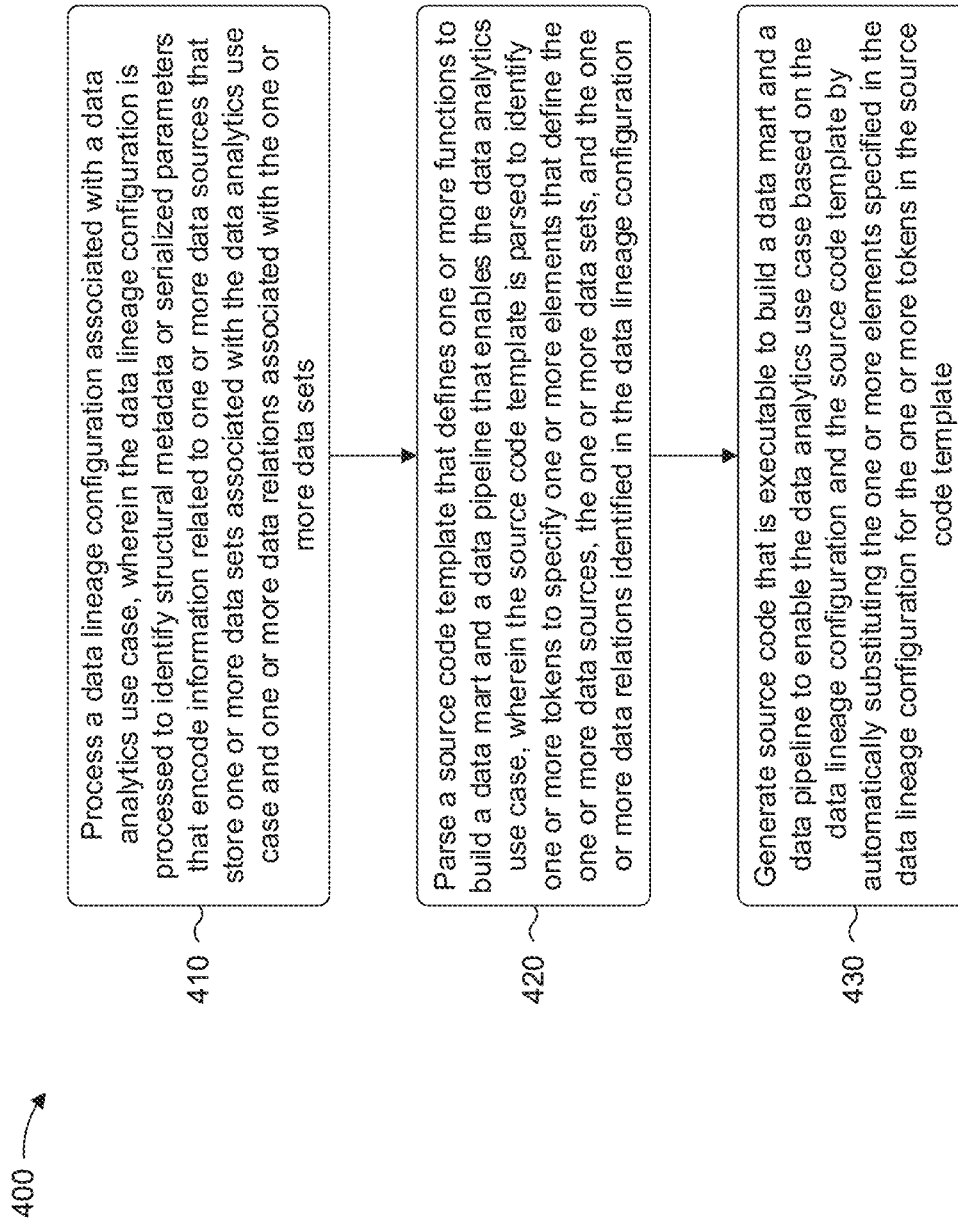 400
410
Process a data lineage configuration associated with a data
analytics use case, wherein the data lineage configuration is
processed to identify structural metadata or serialized parameters
that encode information related to one or more data sources that
store one or more data sets associated with the data analytics use
case and one or more data relations associated with the one or
more data sets
420
Parse a source code template that defines one or more functions to
build a data mart and a data pipeline that enables the data analytics
use case, wherein the source code template is parsed to identify
one or more tokens to specify one or more elements that define the
one or more data sources, the one or more data sets, and the one
or more data relations identified in the data lineage configuration
430
Generate source code that is executable to build a data mart and a
data pipeline to enable the data analytics use case based on the
data lineage configuration and the source code template by
automatically substituting the one or more elements specified in the
data lineage configuration for the one or more tokens in the source
code template